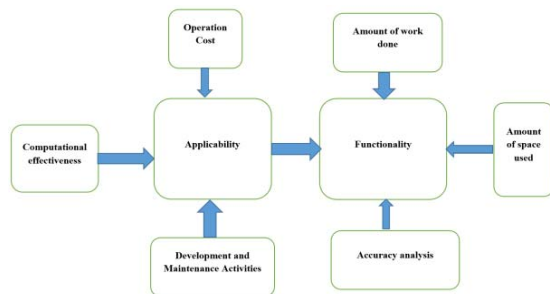 Operation
Cost
Amount of work
done
Computational
effectiveness
Applicability
Functionality
Amount
of space
used
Development and
Maintenance Activities
Accuracy analysis